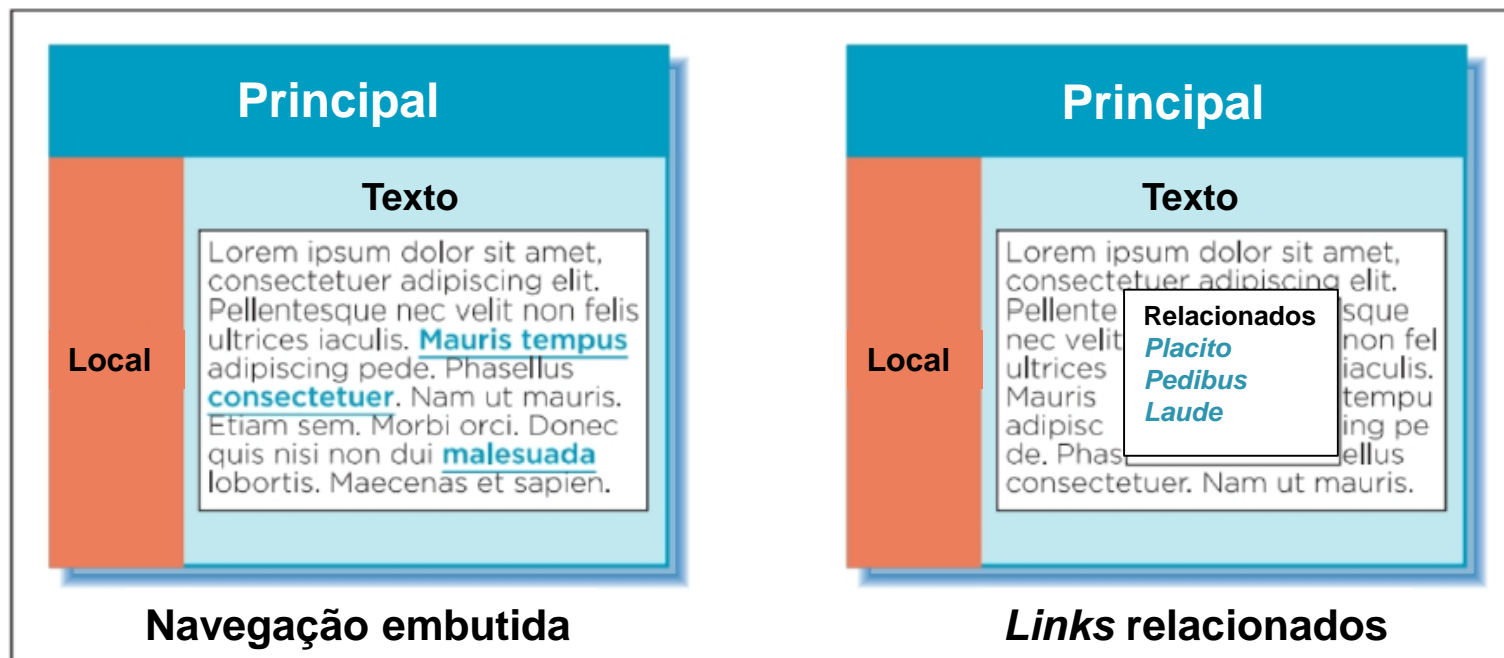 Principal
Local
Texto
Lorem ipsum dolor sit amet,
consectetuer adipiscing elit.
Pellentesque nec velit non felis
ultrices iaculis. Mauris tempus
adipiscing pede. Phasellus
consectetuer. Nam ut mauris.
Etiam sem. Morbi orci. Donec
quis nisi non dui malesuada
lobortis. Maecenas et sapien.
Navegação embutida
Principal
Local
Texto
Lorem ipsum dolor sit amet,
consectetuer adipiscing elit.
Pellente sque
nec velit non fel
ultrices iaculis.
Mauris tempu
adipisc ing pe
de. Phas ellus
consectetuer. Nam ut mauris.
Relacionados
Placito
Pedibus
Laude
Links relacionados